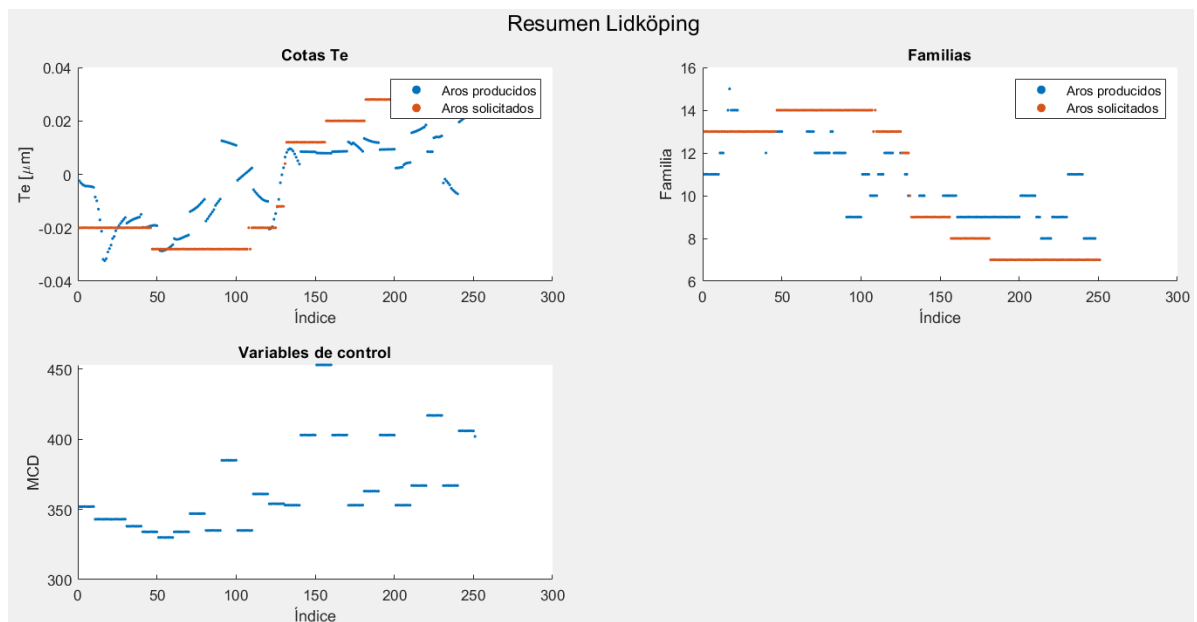 Resumen Lidköping
Cotas Te
0.04
0.02
0
-0.02
-0.04
Te [μm]
0 50 100 150 200 250 300
Índice
Aros producidos
Aros solicitados
Familias
16
14
12
10
8
6
Familia
0 50 100 150 200 250 300
Índice
Aros producidos
Aros solicitados
Variables de control
450
400
350
300
MCD
0 50 100 150 200 250 300
Índice